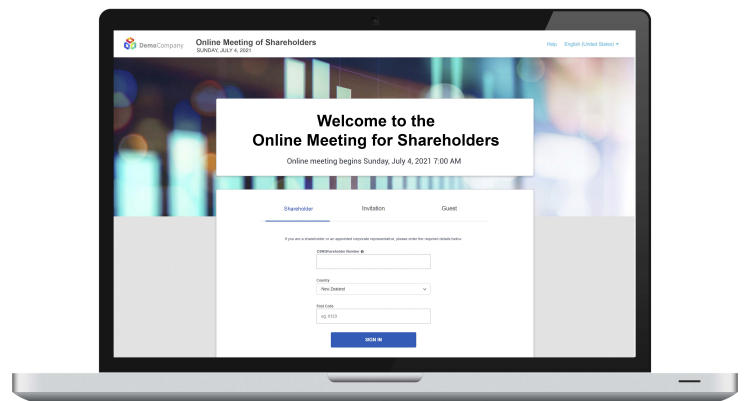 DemoCompany
Online Meeting of Shareholders
SUNDAY, JULY 4, 2021
Help English (United States)
Welcome to the
Online Meeting for Shareholders
Online meeting begins Sunday, July 4, 2021 7:00 AM
Shareholder Invitation Guest
If you are a shareholder or an appointed corporate representative, please enter the required details below.
CSN/Shareholder Number
Country
New Zealand
Post Code
eg. 0123
SIGN IN